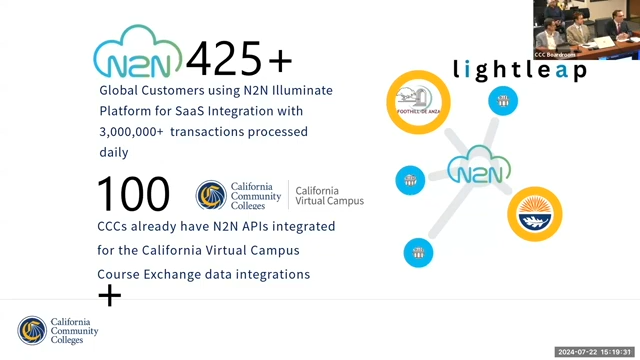 N2N 425+
Global Customers using N2N Illuminate
Platform for SaaS Integration with
3,000,000+ transactions processed
daily
100
California
Community
Colleges
California
Virtual Campus
CCCs already have N2N APIs integrated
for the California Virtual Campus
Course Exchange data integrations
+
California
Community
Colleges
CCC Boardroom
lightleap
FOOTHILL DE ANZA
N2N
2024-07-22 15:19:31